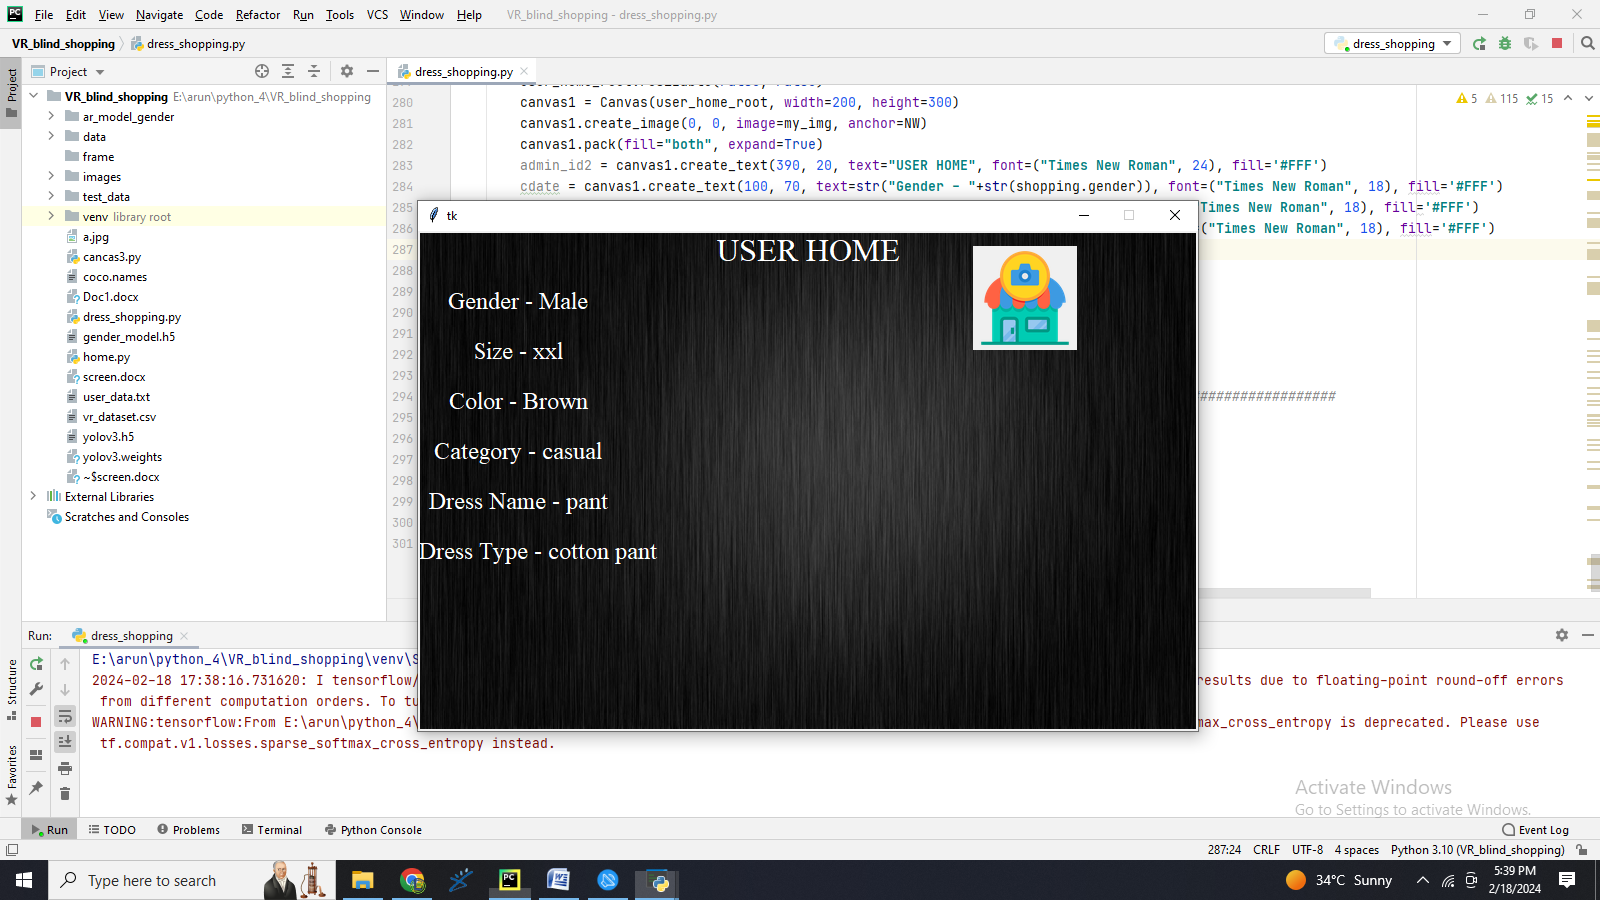 File Edit View Navigate Code Refactor Run Tools VCS Window Help VR_blind_shopping - dress_shopping.py
VR_blind_shopping dress_shopping.py dress_shopping
Project dress_shopping.py
Project
VR_blind_shopping E:\arun\python_4\VR_blind_shopping
ar_model_gender
data
frame
images
test_data
venv library root
a.jpg
cancas3.py
coco.names
Doc1.docx
dress_shopping.py
gender_model.h5
home.py
screen.docx
user_data.txt
vr_dataset.csv
yolov3.h5
yolov3.weights
~$screen.docx
External Libraries
Scratches and Consoles
5 115 15
280 canvas1 = Canvas(user_home_root, width=200, height=300)
281 canvas1.create_image(0, 0, image=my_img, anchor=NW)
282 canvas1.pack(fill="both", expand=True)
283 admin_id2 = canvas1.create_text(390, 20, text="USER HOME", font=("Times New Roman", 24), fill='#FFF')
284 cdate = canvas1.create_text(100, 70, text=str("Gender - "+str(shopping.gender)), font=("Times New Roman", 18), fill='#FFF')
285 Times New Roman", 18), fill='#FFF')
286 ("Times New Roman", 18), fill='#FFF')
287
288
289
290
291
292
293
294 #################
295
296
297
298
299
300
301
tk
USER HOME
Gender - Male
Size - xxl
Color - Brown
Category - casual
Dress Name - pant
Dress Type - cotton pant
Run: dress_shopping
E:\arun\python_4\VR_blind_shopping\venv\S
2024-02-18 17:38:16.731620: I tensorflow/ results due to floating-point round-off errors
from different computation orders. To tu
WARNING:tensorflow:From E:\arun\python_4\ max_cross_entropy is deprecated. Please use
tf.compat.v1.losses.sparse_softmax_cross_entropy instead.
Structure
Favorites
Activate Windows
Go to Settings to activate Windows.
Run TODO Problems Terminal Python Console Event Log
287:24 CRLF UTF-8 4 spaces Python 3.10 (VR_blind_shopping)
Type here to search
34°C Sunny
5:39 PM
2/18/2024